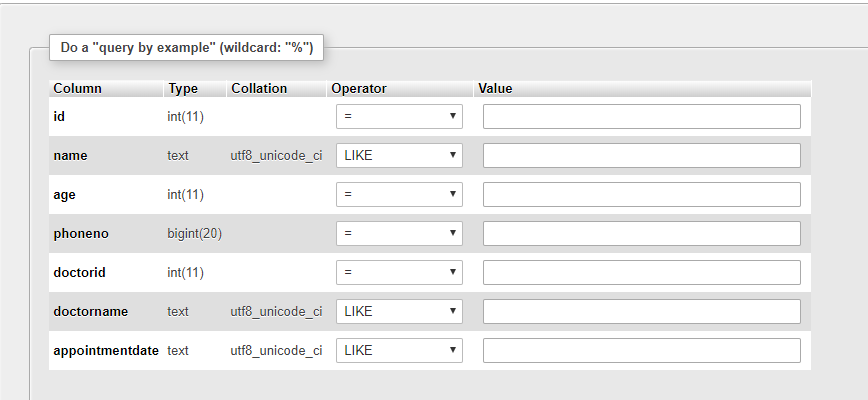 Do a "query by example" (wildcard: "%")
Column Type Collation Operator Value
id int(11) =
name text utf8_unicode_ci LIKE
age int(11) =
phoneno bigint(20) =
doctorid int(11) =
doctorname text utf8_unicode_ci LIKE
appointmentdate text utf8_unicode_ci LIKE